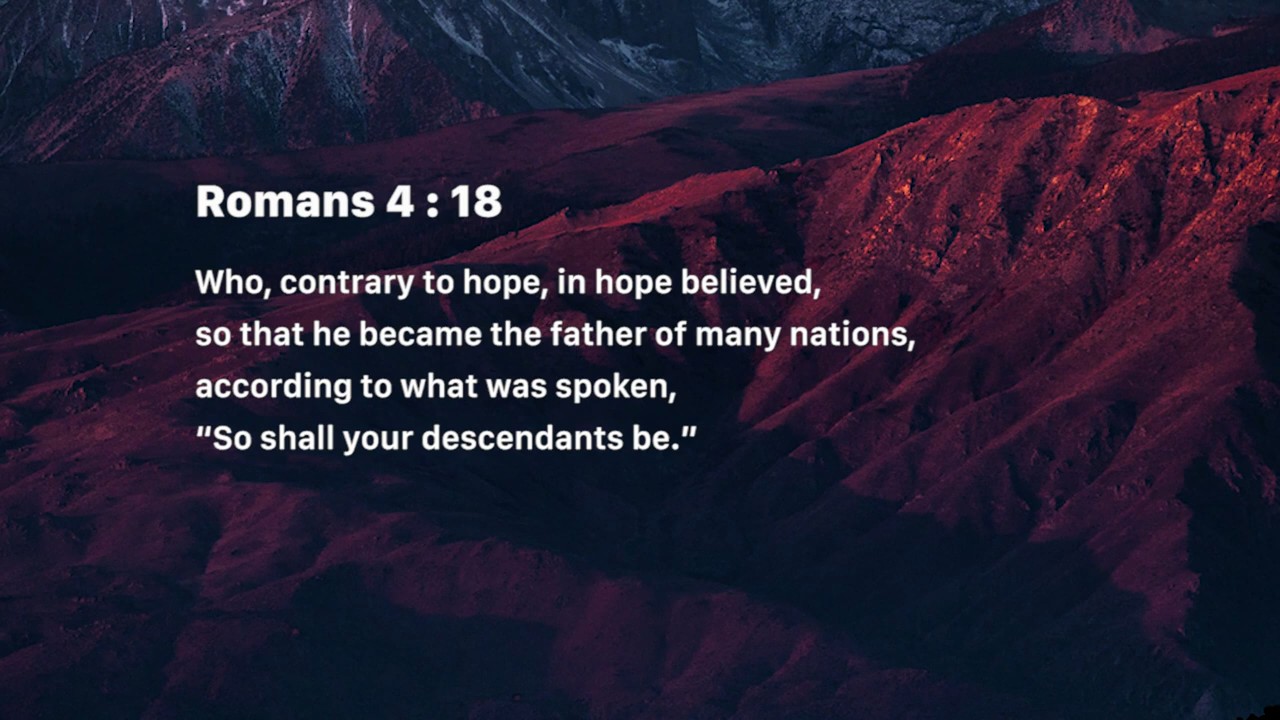 Romans 4 : 18
Who, contrary to hope, in hope believed,
so that he became the father of many nations,
according to what was spoken,
“So shall your descendants be.”